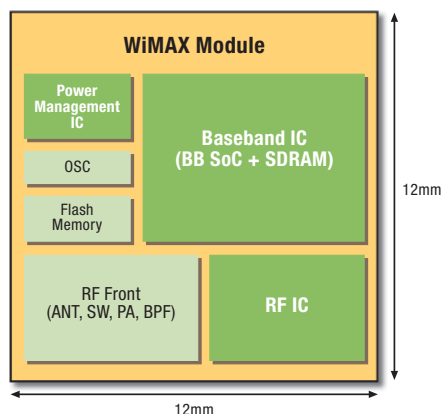 WiMAX Module
Power
Management
IC
Baseband IC
(BB SoC + SDRAM)
OSC
Flash
Memory
12mm
RF Front
(ANT, SW, PA, BPF)
RF IC
12mm